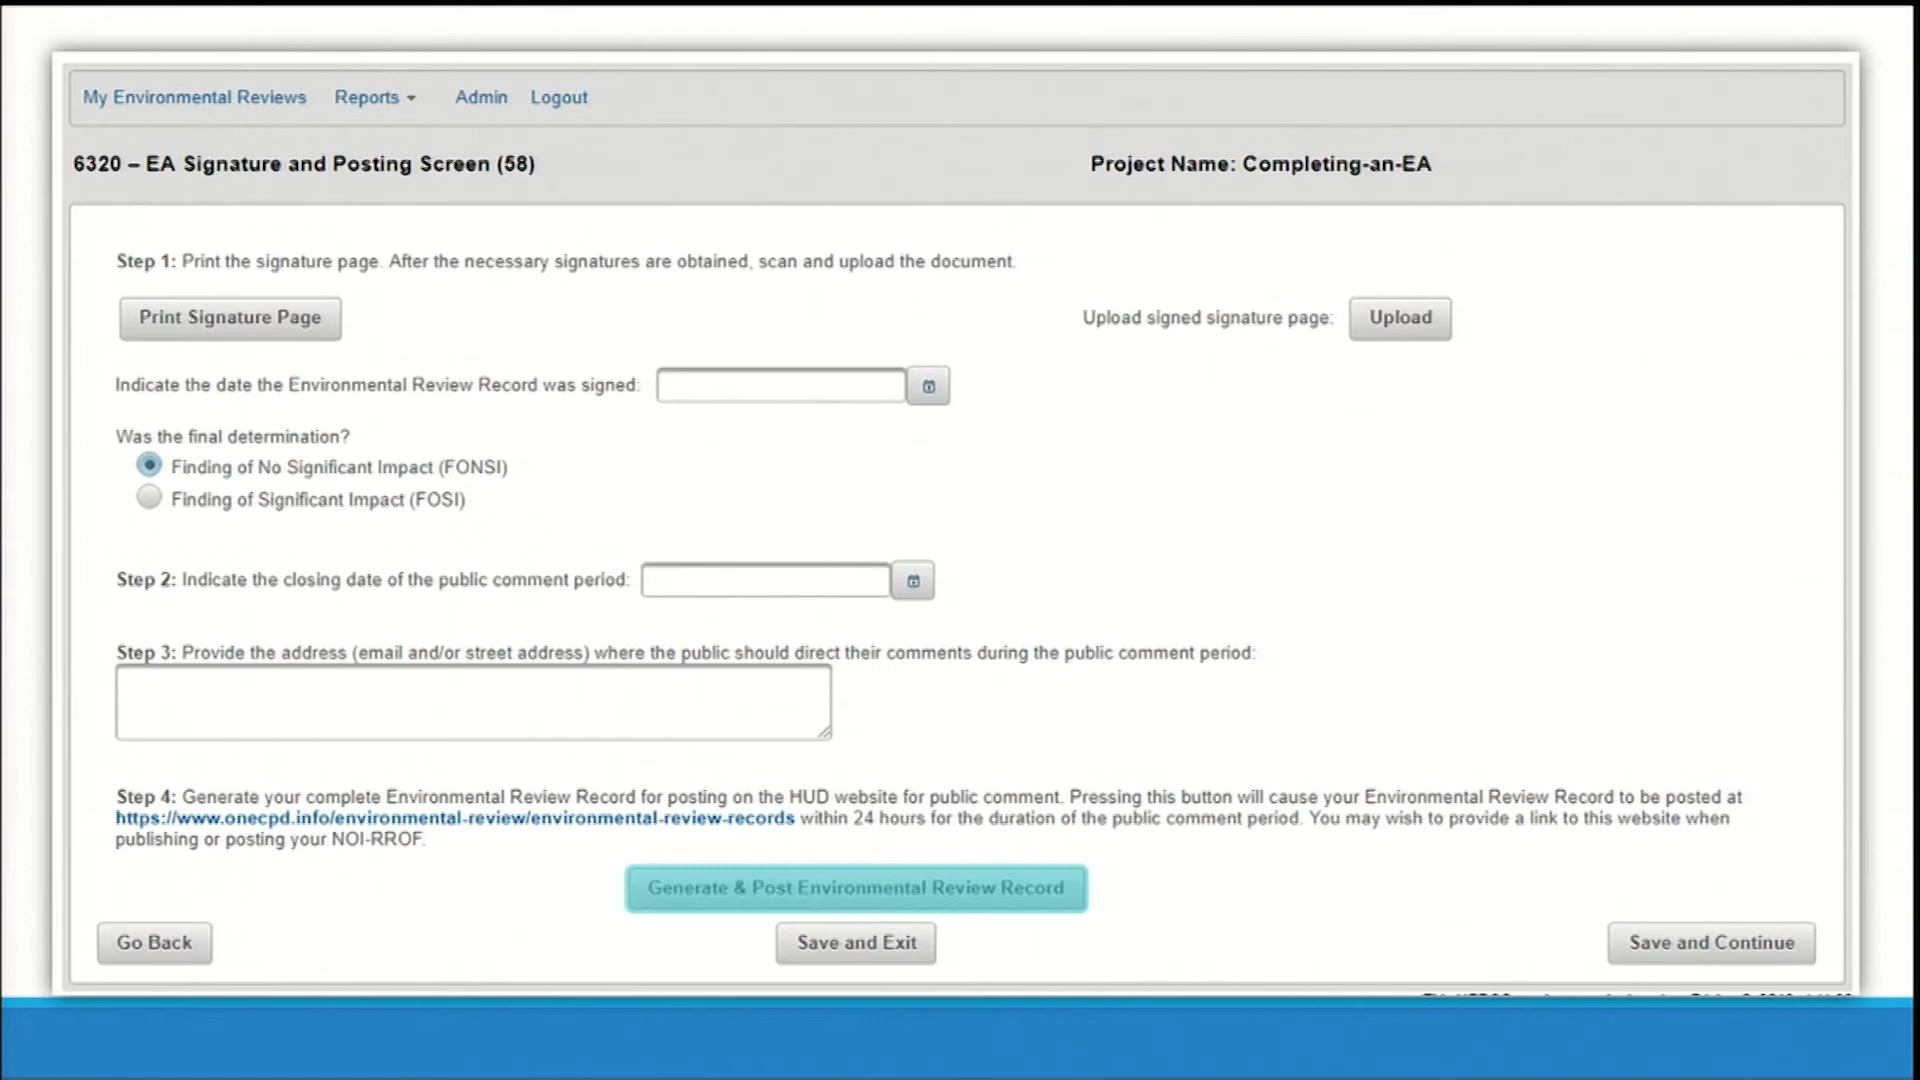 My Environmental Reviews Reports Admin Logout
6320 – EA Signature and Posting Screen (58) Project Name: Completing-an-EA
Step 1: Print the signature page. After the necessary signatures are obtained, scan and upload the document.
Print Signature Page Upload signed signature page: Upload
Indicate the date the Environmental Review Record was signed:
Was the final determination?
Finding of No Significant Impact (FONSI)
Finding of Significant Impact (FOSI)
Step 2: Indicate the closing date of the public comment period:
Step 3: Provide the address (email and/or street address) where the public should direct their comments during the public comment period:
Step 4: Generate your complete Environmental Review Record for posting on the HUD website for public comment. Pressing this button will cause your Environmental Review Record to be posted at
https://www.onecpd.info/environmental-review/environmental-review-records within 24 hours for the duration of the public comment period. You may wish to provide a link to this website when
publishing or posting your NOI-RROF.
Generate & Post Environmental Review Record
Go Back Save and Exit Save and Continue